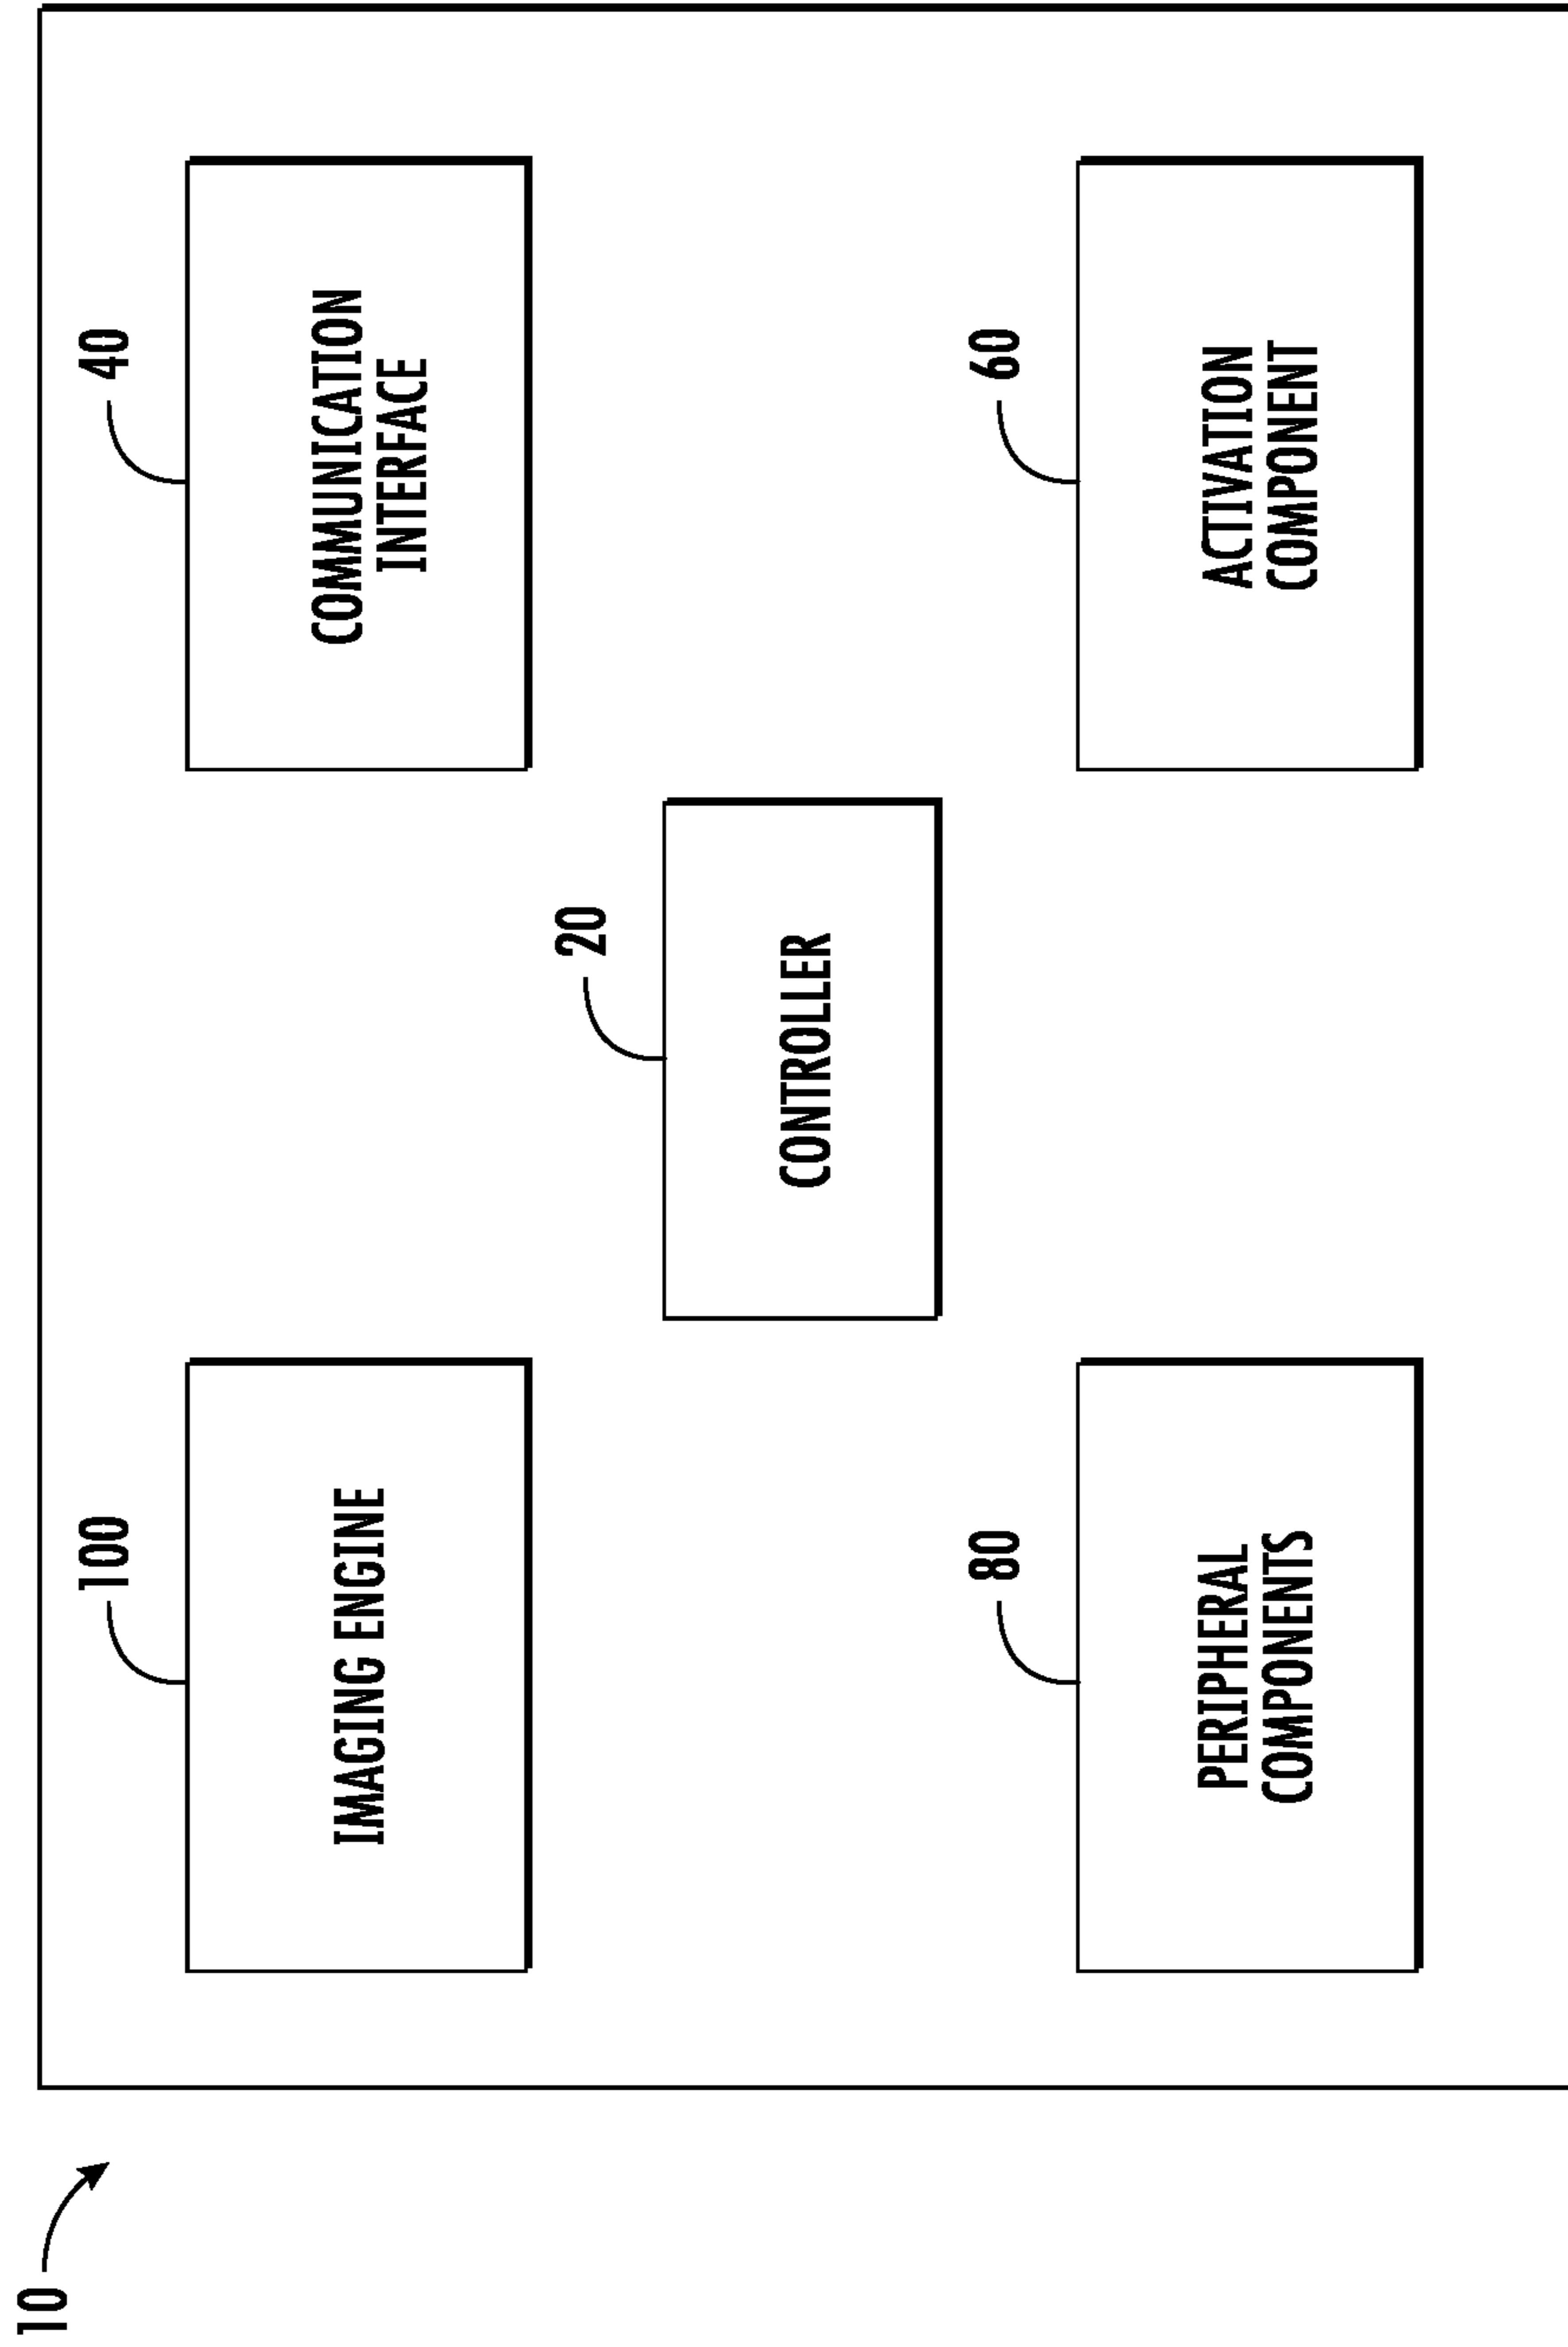 10
100
IMAGING ENGINE
40
COMMUNICATION
INTERFACE
20
CONTROLLER
80
PERIPHERAL
COMPONENTS
60
ACTIVATION
COMPONENT